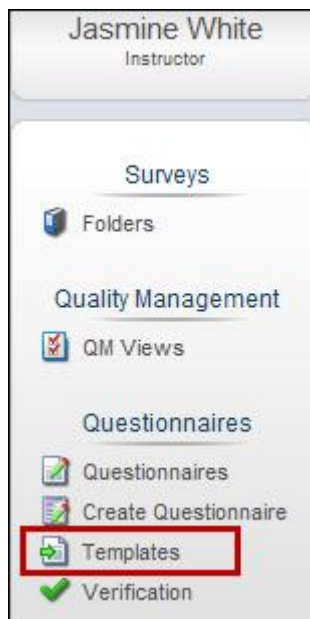 Jasmine White
Instructor
Surveys
Folders
Quality Management
QM Views
Questionnaires
Questionnaires
Create Questionnaire
Templates
Verification